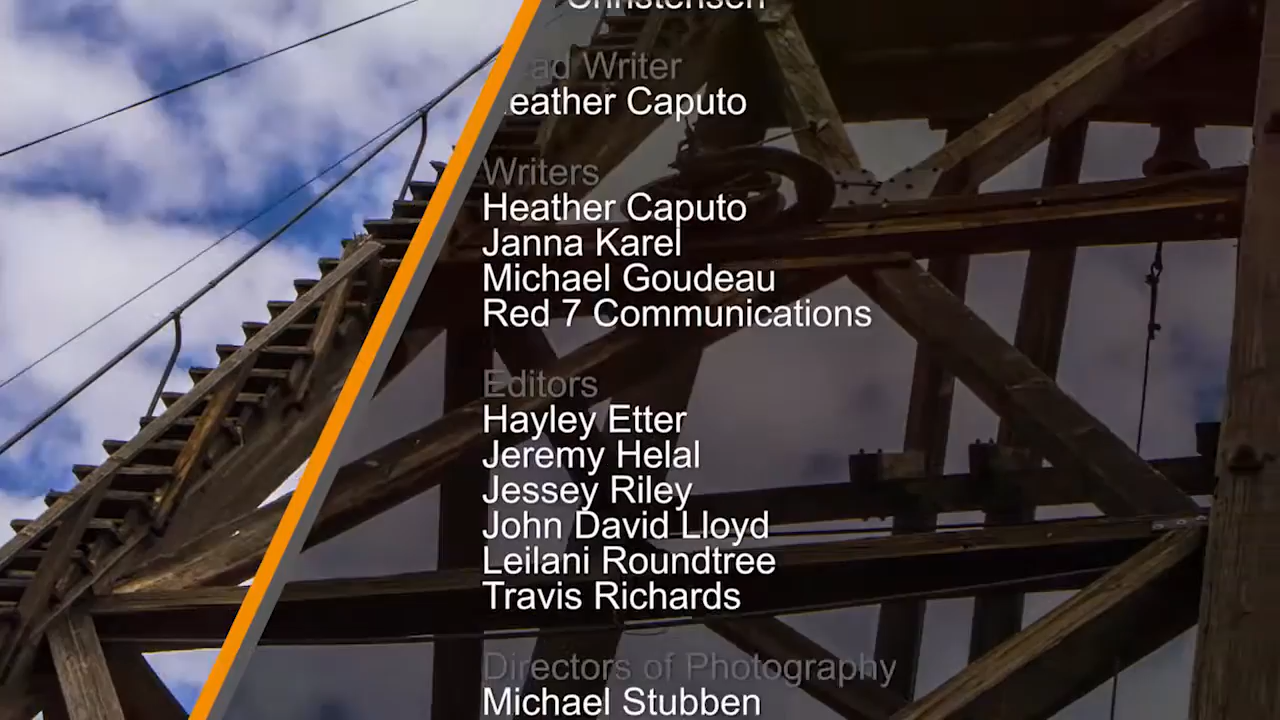 Christensen
ad Writer
eather Caputo
Writers
Heather Caputo
Janna Karel
Michael Goudeau
Red 7 Communications
Editors
Hayley Etter
Jeremy Helal
Jessey Riley
John David Lloyd
Leilani Roundtree
Travis Richards
Directors of Photography
Michael Stubben